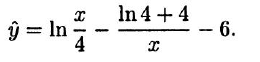 ŷ = ln x/4 − (ln 4 + 4)/x − 6.